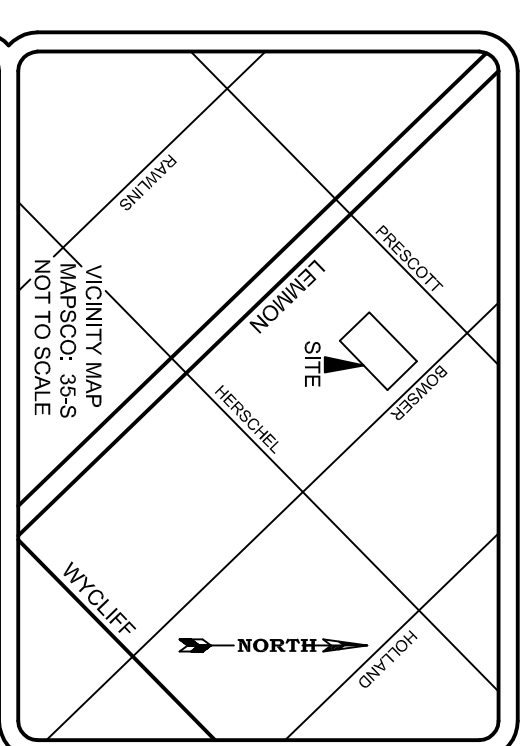 RAWLINS
PRESCOTT
LEMMON
SITE
BOWSER
HERSCHEL
VICINITY MAP
MAPSCO: 35-S
NOT TO SCALE
WYCLIFF
NORTH
HOLLAND